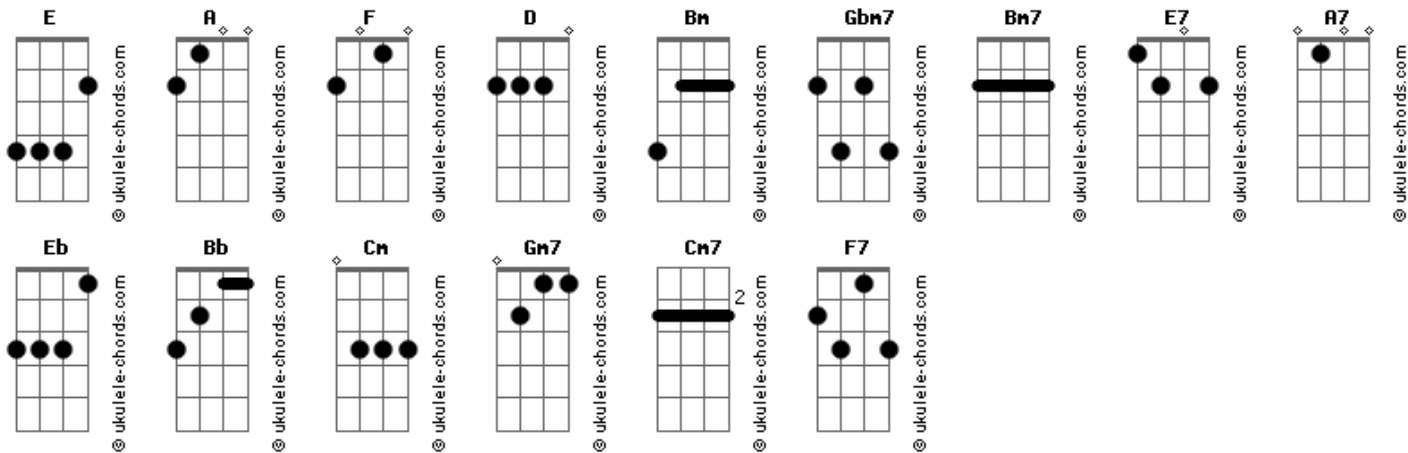 E A F D Bm Gbm7 Bm7 E7 A7
© ukulele-chords.com © ukulele-chords.com © ukulele-chords.com © ukulele-chords.com © ukulele-chords.com © ukulele-chords.com © ukulele-chords.com © ukulele-chords.com © ukulele-chords.com
Eb Bb Cm Gm7 Cm7 F7
2
© ukulele-chords.com © ukulele-chords.com © ukulele-chords.com © ukulele-chords.com © ukulele-chords.com © ukulele-chords.com